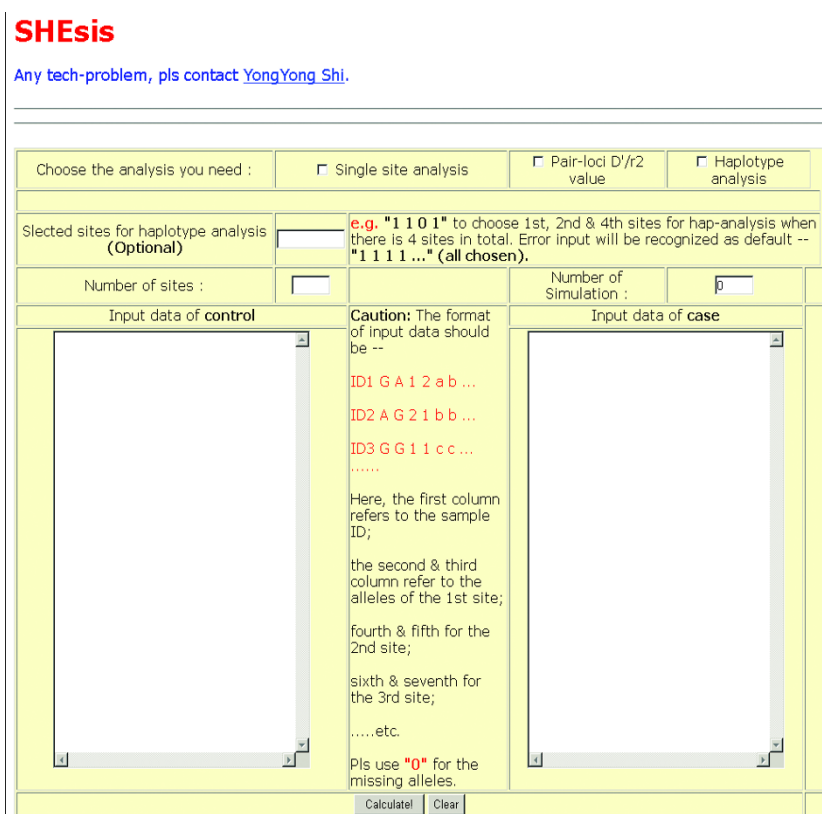 SHEsis
Any tech-problem, pls contact YongYong Shi.
Choose the analysis you need :
Single site analysis
Pair-loci D'/r2
value
Haplotype
analysis
Slected sites for haplotype analysis
(Optional)
e.g. "1 1 0 1" to choose 1st, 2nd & 4th sites for hap-analysis when
there is 4 sites in total. Error input will be recognized as default --
"1 1 1 1 ..." (all chosen).
Number of sites :
Number of
Simulation :
0
Input data of control
Caution: The format
of input data should
be --
ID1 G A 1 2 a b ...
ID2 A G 2 1 b b ...
ID3 G G 1 1 c c ...
......
Here, the first column
refers to the sample
ID;
the second & third
column refer to the
alleles of the 1st site;
fourth & fifth for the
2nd site;
sixth & seventh for
the 3rd site;
.....etc.
Pls use "0" for the
missing alleles.
Input data of case
Calculate!
Clear